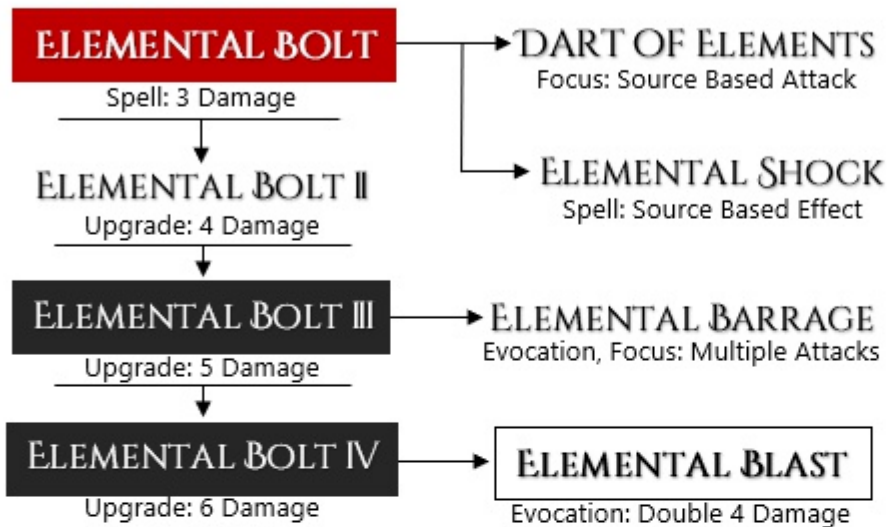 Elemental Bolt
Spell: 3 Damage
Dart of Elements
Focus: Source Based Attack
Elemental Shock
Spell: Source Based Effect
Elemental Bolt II
Upgrade: 4 Damage
Elemental Bolt III
Upgrade: 5 Damage
Elemental Barrage
Evocation, Focus: Multiple Attacks
Elemental Bolt IV
Upgrade: 6 Damage
Elemental Blast
Evocation: Double 4 Damage